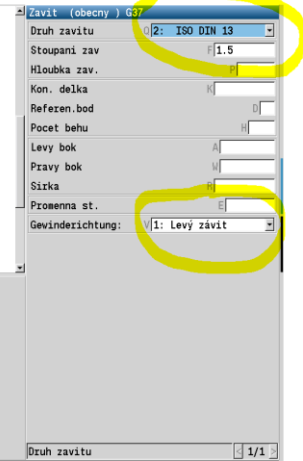 Zavit (obecny ) G37
Druh zavitu Q 2: ISO DIN 13
Stoupani zav F 1.5
Hloubka zav. P
Kon. delka K
Referen.bod D
Pocet behu H
Levy bok A
Pravy bok W
Sirka R
Promenna st. E
Gewinderichtung: V 1: Levý závit
Druh zavitu < 1/1 >